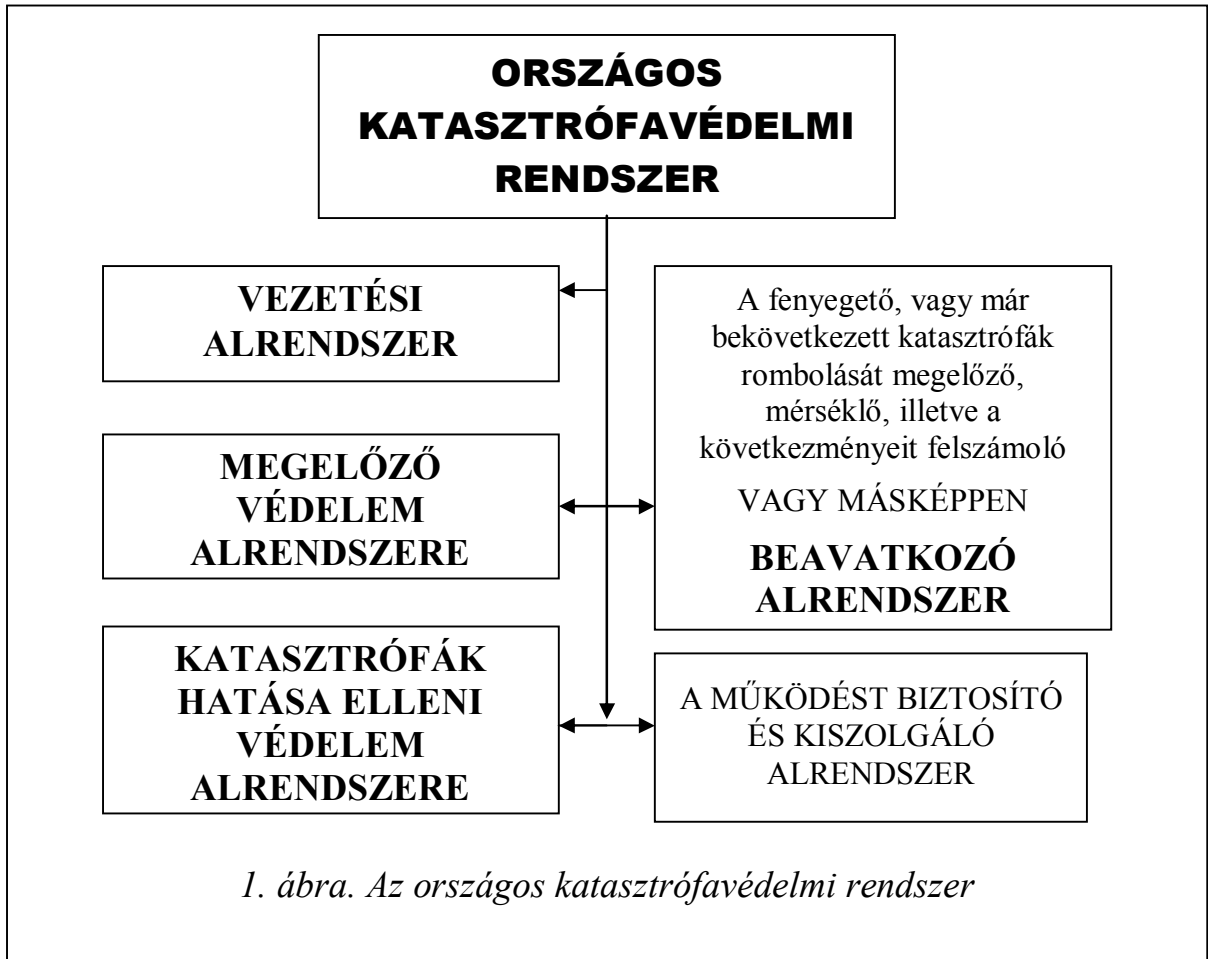 ORSZÁGOS
KATASZTRÓFAVÉDELMI
RENDSZER
VEZETÉSI
ALRENDSZER
MEGELŐZŐ
VÉDELEM
ALRENDSZERE
KATASZTRÓFÁK
HATÁSA ELLENI
VÉDELEM
ALRENDSZERE
A fenyegető, vagy már
bekövetkezett katasztrófák
rombolását megelőző,
mérséklő, illetve a
következményeit felszámoló
VAGY MÁSKÉPPEN
BEAVATKOZÓ
ALRENDSZER
A MŰKÖDÉST BIZTOSÍTÓ
ÉS KISZOLGÁLÓ
ALRENDSZER
1. ábra. Az országos katasztrófavédelmi rendszer